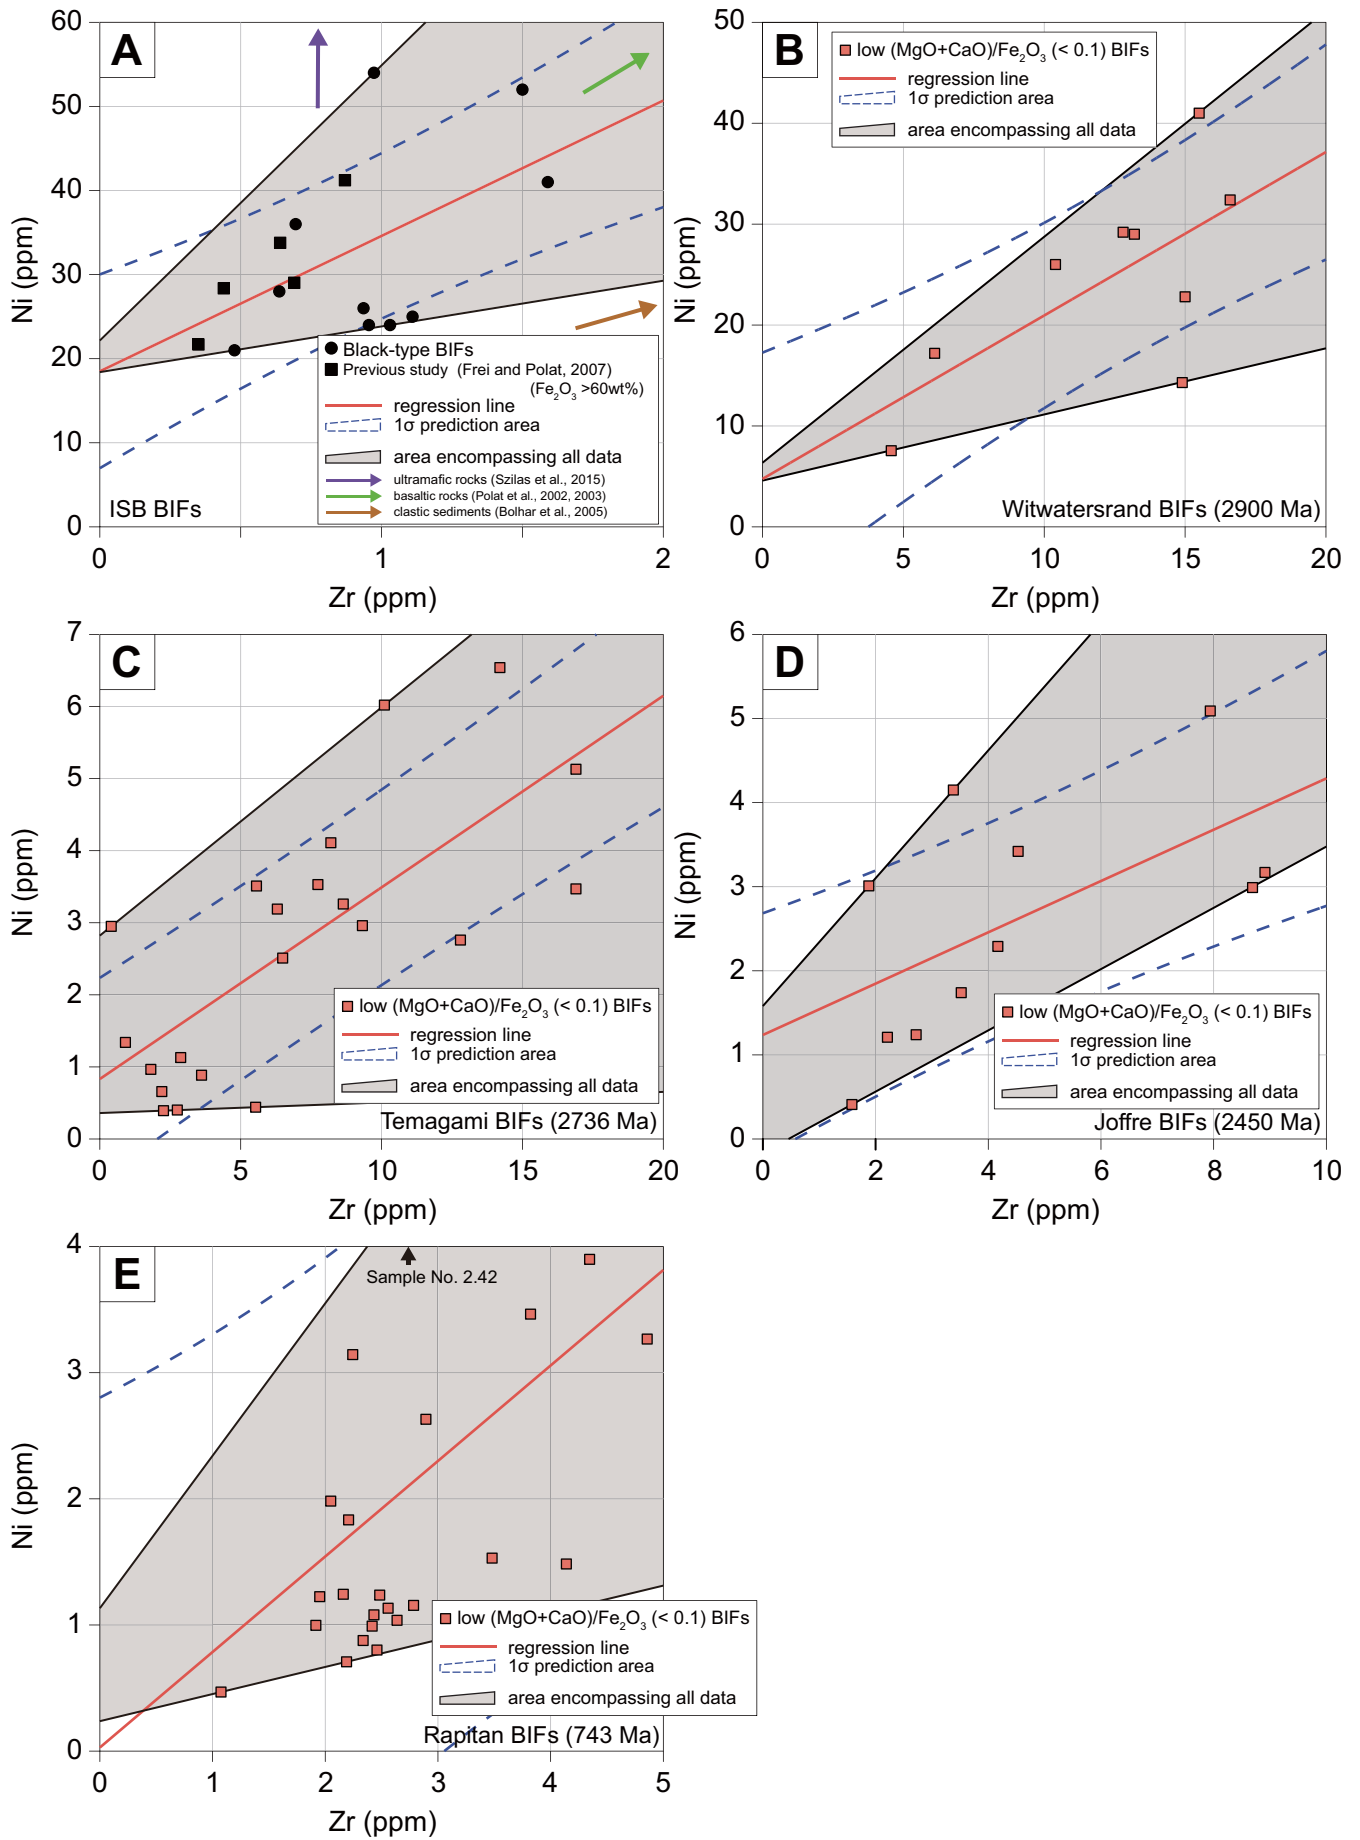 A
60
50
40
30
20
10
0
Ni (ppm)
Black-type BIFs
Previous study (Frei and Polat, 2007)
(Fe₂O₃ >60wt%)
regression line
1σ prediction area
area encompassing all data
ultramafic rocks (Szilas et al., 2015)
basaltic rocks (Polat et al., 2002, 2003)
clastic sediments (Bolhar et al., 2005)
ISB BIFs
0 1 2
Zr (ppm)
B
50
40
30
20
10
0
Ni (ppm)
low (MgO+CaO)/Fe₂O₃ (< 0.1) BIFs
regression line
1σ prediction area
area encompassing all data
Witwatersrand BIFs (2900 Ma)
0 5 10 15 20
Zr (ppm)
C
7
6
5
4
3
2
1
0
Ni (ppm)
low (MgO+CaO)/Fe₂O₃ (< 0.1) BIFs
regression line
1σ prediction area
area encompassing all data
Temagami BIFs (2736 Ma)
0 5 10 15 20
Zr (ppm)
D
6
5
4
3
2
1
0
Ni (ppm)
low (MgO+CaO)/Fe₂O₃ (< 0.1) BIFs
regression line
1σ prediction area
area encompassing all data
Joffre BIFs (2450 Ma)
0 2 4 6 8 10
Zr (ppm)
E
4
3
2
1
0
Ni (ppm)
Sample No. 2.42
low (MgO+CaO)/Fe₂O₃ (< 0.1) BIFs
regression line
1σ prediction area
area encompassing all data
Rapitan BIFs (743 Ma)
0 1 2 3 4 5
Zr (ppm)